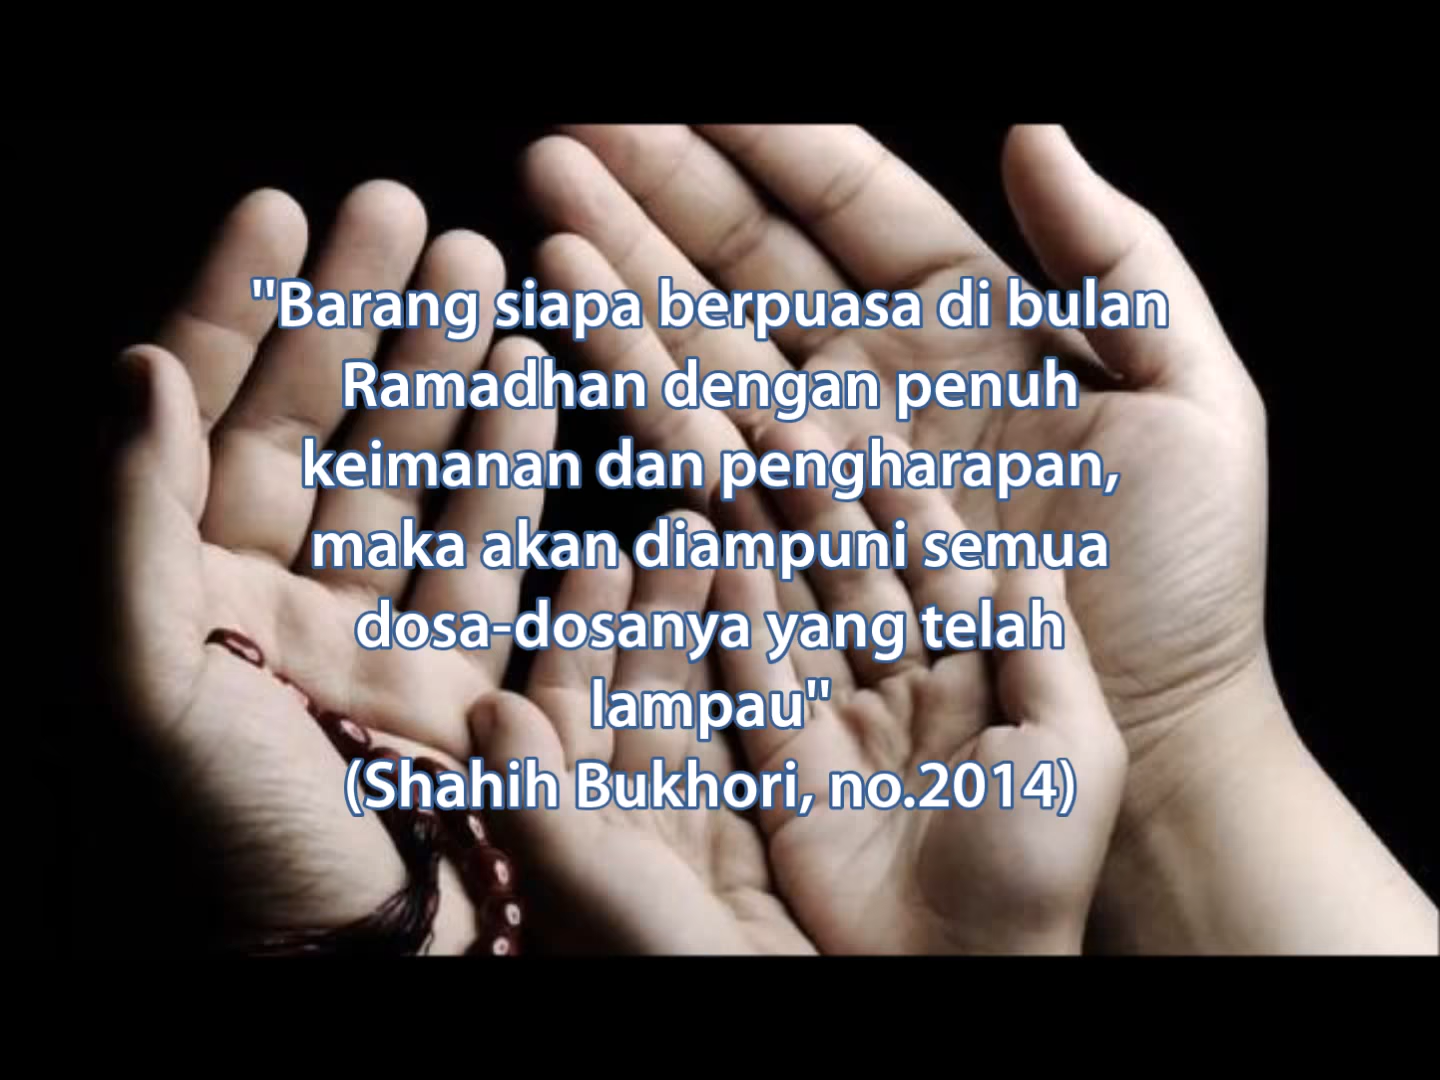 "Barang siapa berpuasa di bulan
Ramadhan dengan penuh
keimanan dan pengharapan,
maka akan diampuni semua
dosa-dosanya yang telah
lampau"
(Shahih Bukhori, no.2014)